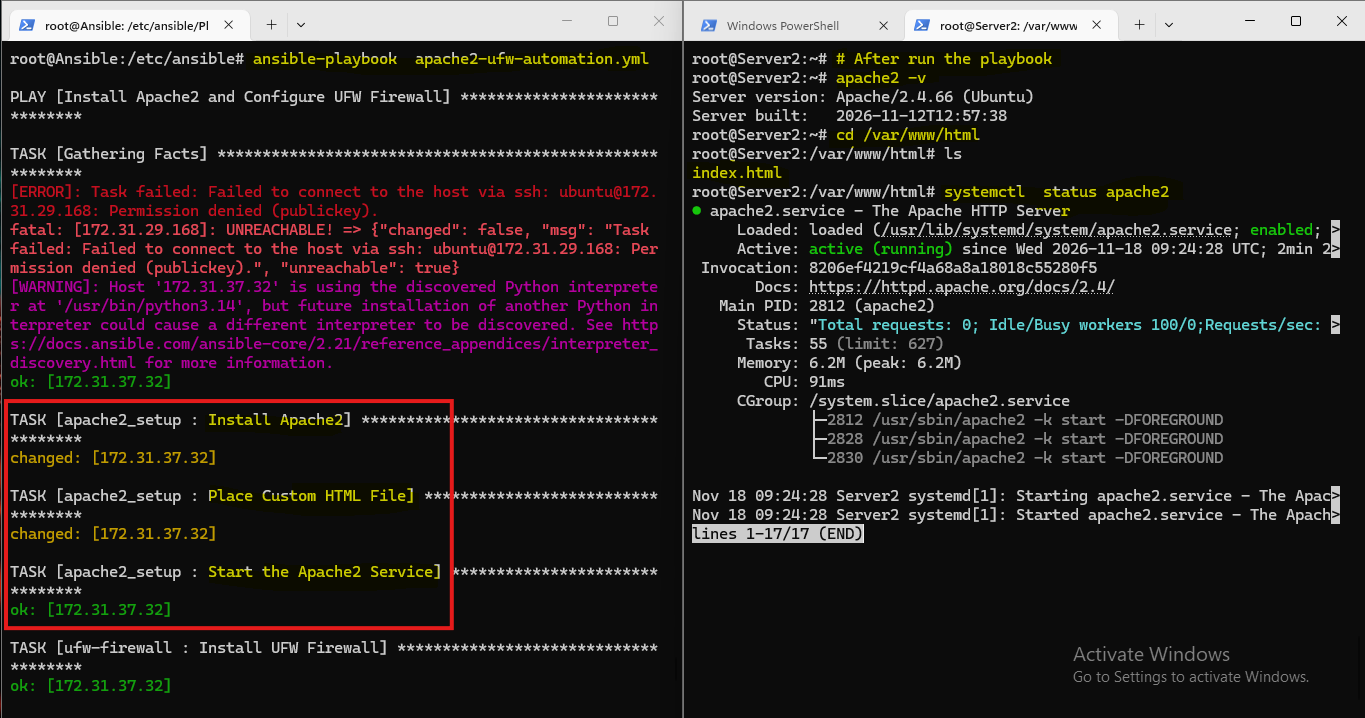 root@Ansible: /etc/ansible/Pl
root@Ansible:/etc/ansible# ansible-playbook  apache2-ufw-automation.yml
PLAY [Install Apache2 and Configure UFW Firewall] **********************
********
TASK [Gathering Facts] *************************************************
********
[ERROR]: Task failed: Failed to connect to the host via ssh: ubuntu@172.
31.29.168: Permission denied (publickey).
fatal: [172.31.29.168]: UNREACHABLE! => {"changed": false, "msg": "Task
failed: Failed to connect to the host via ssh: ubuntu@172.31.29.168: Per
mission denied (publickey).", "unreachable": true}
[WARNING]: Host '172.31.37.32' is using the discovered Python interprete
r at '/usr/bin/python3.14', but future installation of another Python in
terpreter could cause a different interpreter to be discovered. See http
s://docs.ansible.com/ansible-core/2.21/reference_appendices/interpreter_
discovery.html for more information.
ok: [172.31.37.32]
TASK [apache2_setup : Install Apache2] *********************************
********
changed: [172.31.37.32]
TASK [apache2_setup : Place Custom HTML File] **************************
********
changed: [172.31.37.32]
TASK [apache2_setup : Start the Apache2 Service] ***********************
********
ok: [172.31.37.32]
TASK [ufw-firewall : Install UFW Firewall] *****************************
********
ok: [172.31.37.32]
Windows PowerShell
root@Server2: /var/www
root@Server2:~# # After run the playbook
root@Server2:~# apache2 -v
Server version: Apache/2.4.66 (Ubuntu)
Server built:   2026-11-12T12:57:38
root@Server2:~# cd /var/www/html
root@Server2:/var/www/html# ls
index.html
root@Server2:/var/www/html# systemctl  status apache2
● apache2.service - The Apache HTTP Server
Loaded: loaded (/usr/lib/systemd/system/apache2.service; enabled; >
Active: active (running) since Wed 2026-11-18 09:24:28 UTC; 2min 2>
Invocation: 8206ef4219cf4a68a8a18018c55280f5
Docs: https://httpd.apache.org/docs/2.4/
Main PID: 2812 (apache2)
Status: "Total requests: 0; Idle/Busy workers 100/0;Requests/sec: >
Tasks: 55 (limit: 627)
Memory: 6.2M (peak: 6.2M)
CPU: 91ms
CGroup: /system.slice/apache2.service
├─2812 /usr/sbin/apache2 -k start -DFOREGROUND
├─2828 /usr/sbin/apache2 -k start -DFOREGROUND
└─2830 /usr/sbin/apache2 -k start -DFOREGROUND
Nov 18 09:24:28 Server2 systemd[1]: Starting apache2.service - The Apac>
Nov 18 09:24:28 Server2 systemd[1]: Started apache2.service - The Apach>
lines 1-17/17 (END)
Activate Windows
Go to Settings to activate Windows.